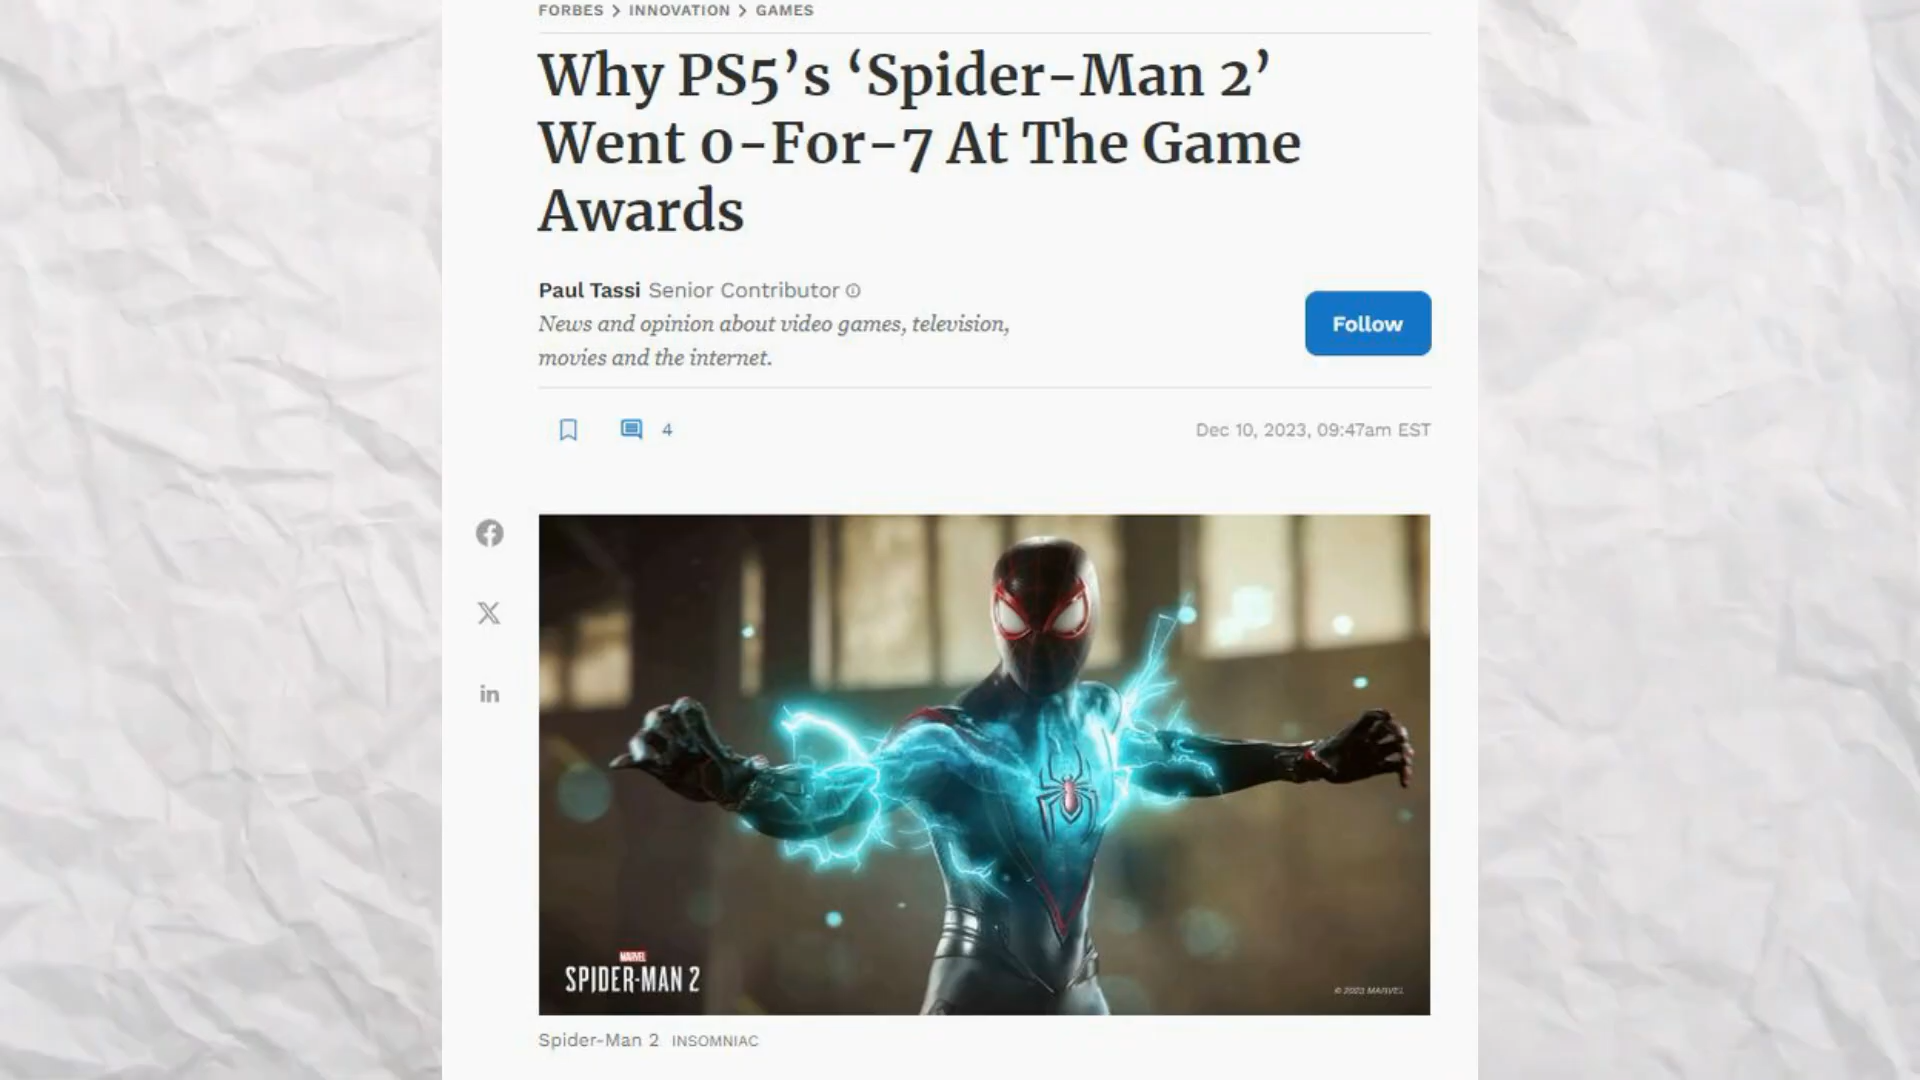 FORBES > INNOVATION > GAMES
Why PS5’s ‘Spider-Man 2’
Went 0-For-7 At The Game
Awards
Paul Tassi Senior Contributor
News and opinion about video games, television,
movies and the internet.
Follow
4
Dec 10, 2023, 09:47am EST
MARVEL
SPIDER-MAN 2
© 2023 MARVEL
Spider-Man 2 INSOMNIAC